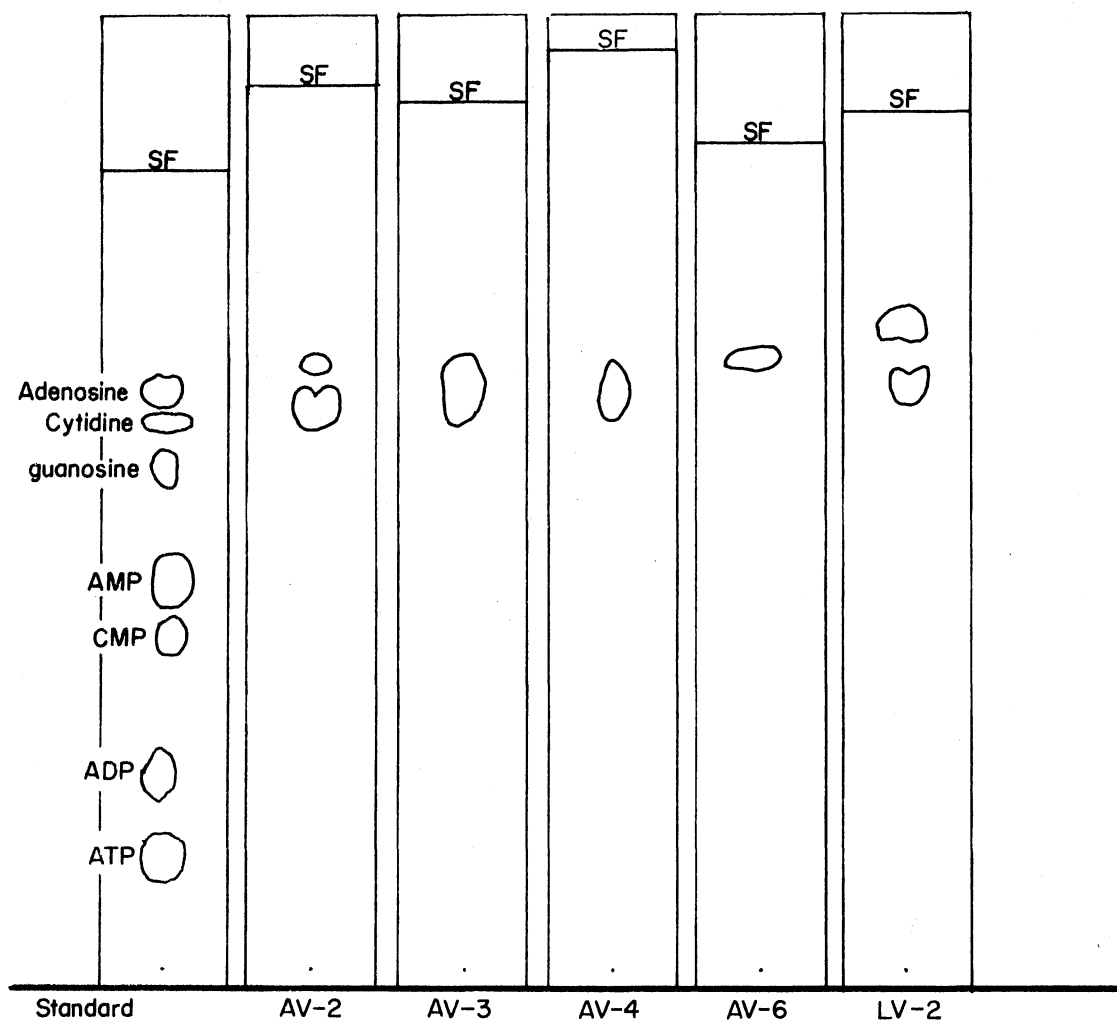 SF
SF
SF
SF
SF
SF
Adenosine
Cytidine
guanosine
AMP
CMP
ADP
ATP
Standard AV-2 AV-3 AV-4 AV-6 LV-2